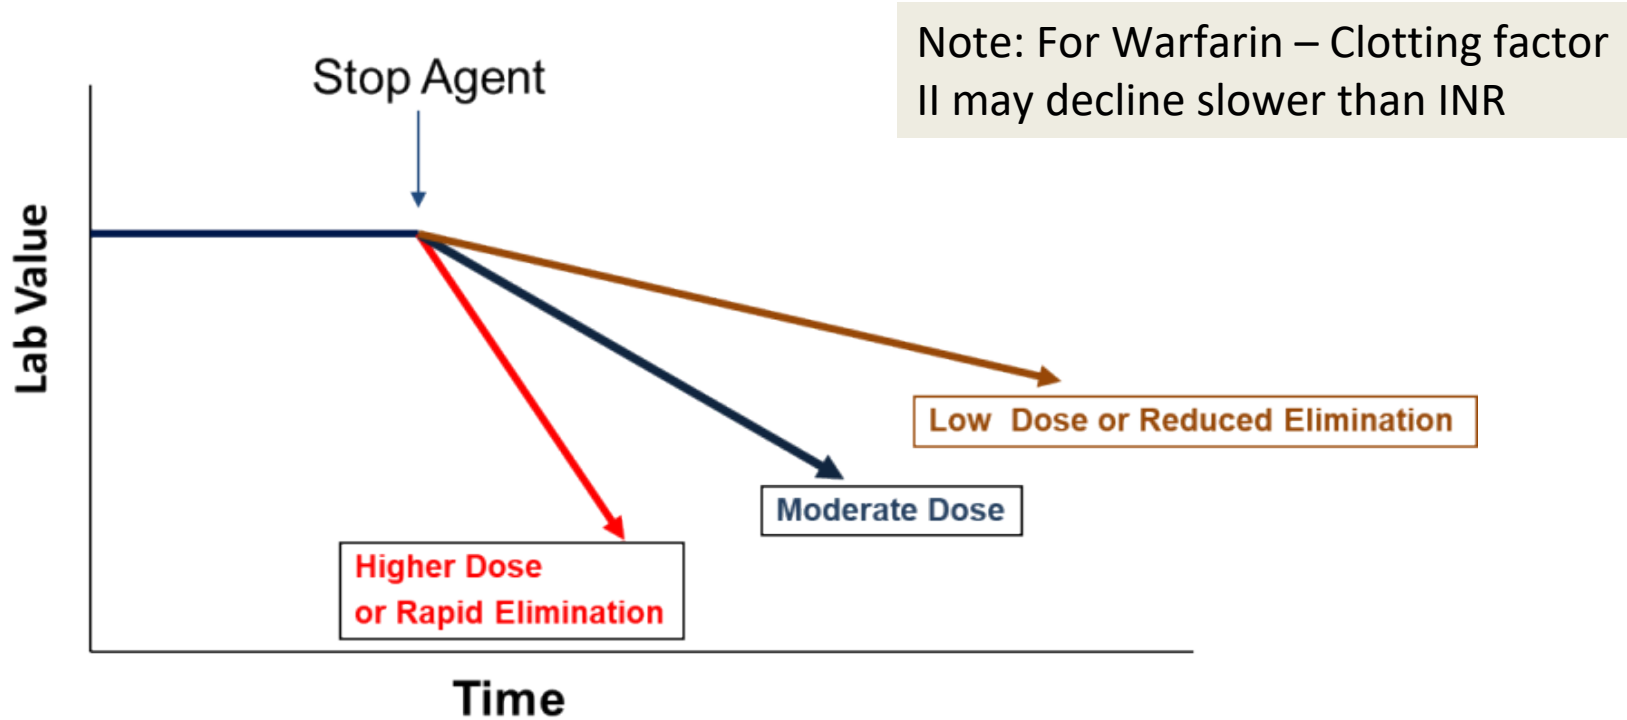 Note: For Warfarin – Clotting factor
II may decline slower than INR
Stop Agent
Lab Value
Low  Dose or Reduced Elimination
Moderate Dose
Higher Dose
or Rapid Elimination
Time